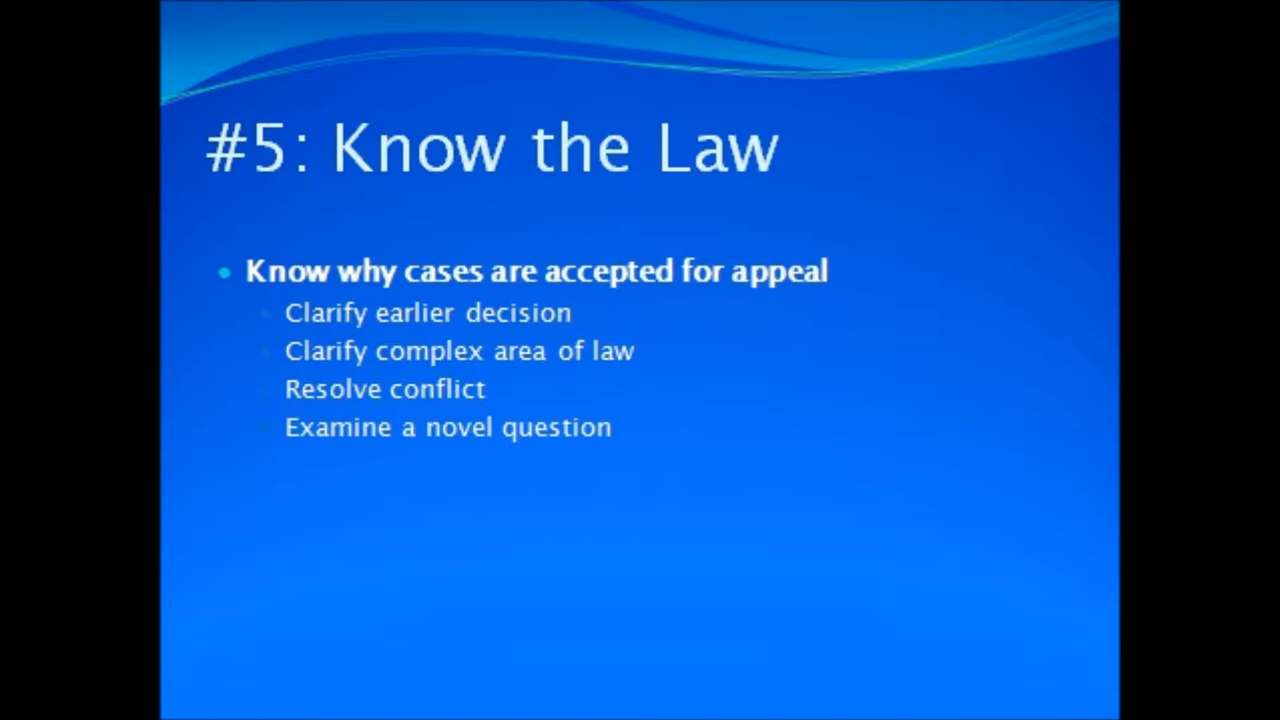 #5: Know the Law
Know why cases are accepted for appeal
Clarify earlier decision
Clarify complex area of law
Resolve conflict
Examine a novel question